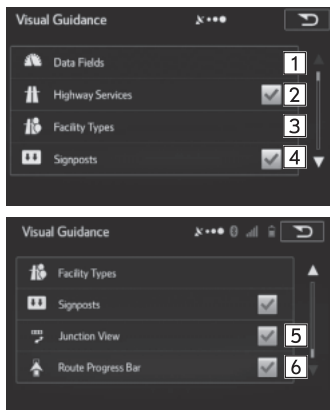 Visual Guidance
Data Fields 1
Highway Services 2
Facility Types 3
Signposts 4
Visual Guidance
Facility Types
Signposts
Junction View 5
Route Progress Bar 6